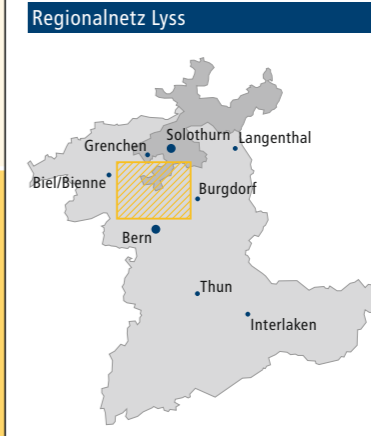 Regionalnetz Lyss
Solothurn
Grenchen
Langenthal
Biel/Bienne
Burgdorf
Bern
Thun
Interlaken